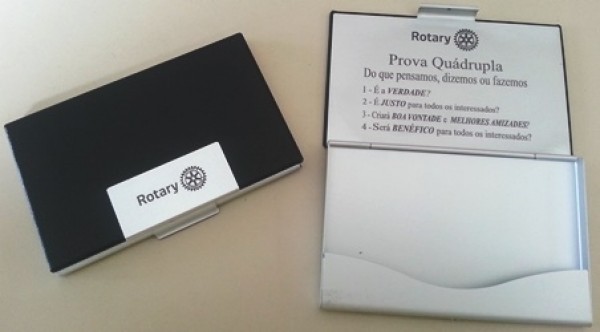 Rotary
Rotary
Prova Quádrupla
Do que pensamos, dizemos ou fazemos
1 - É a VERDADE?
2 - É JUSTO para todos os interessados?
3 - Criará BOA VONTADE e MELHORES AMIZADES?
4 - Será BENÉFICO para todos os interessados?